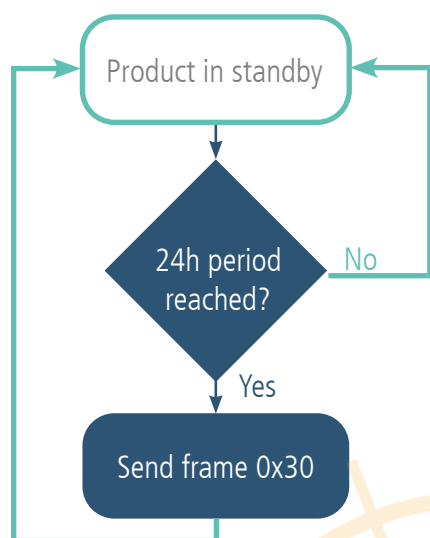 Product in standby
24h period
reached?
No
Yes
Send frame 0x30